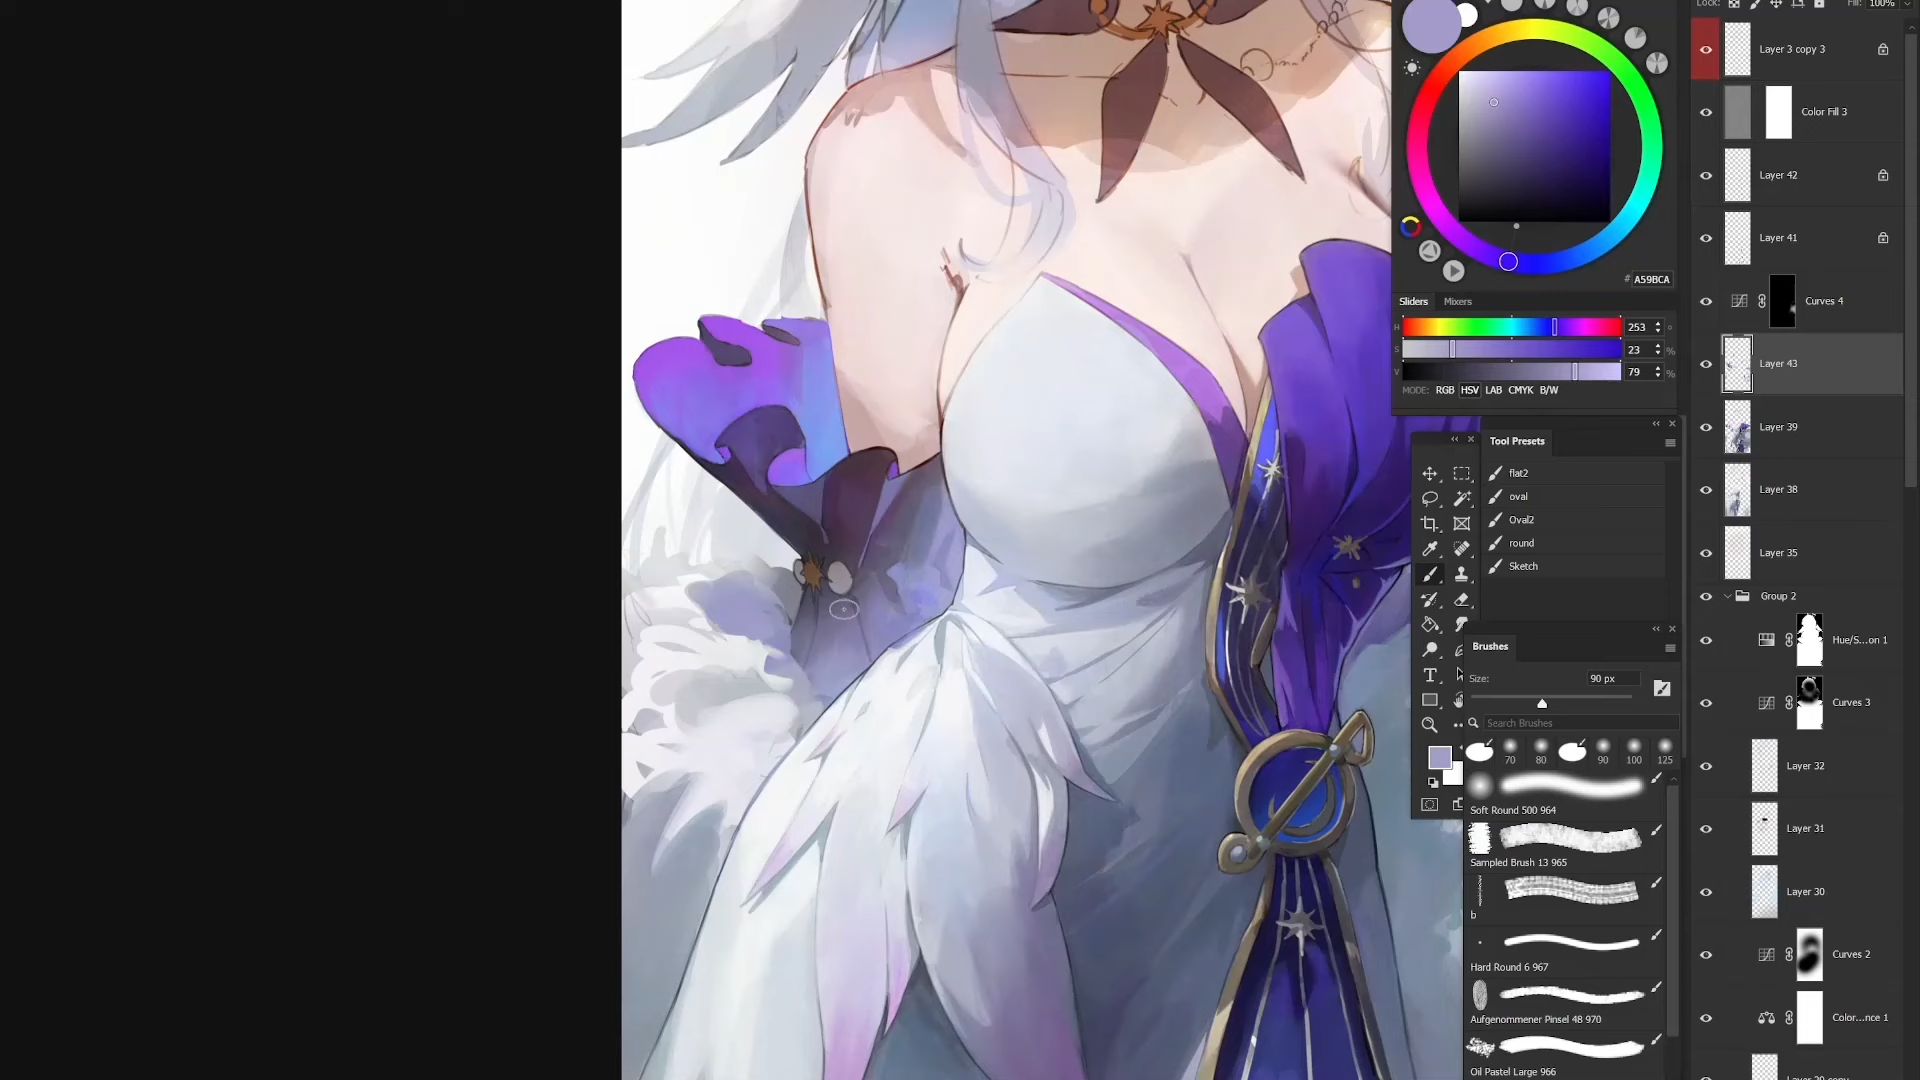 Lock:
Fill: 100%
Layer 3 copy 3
Color Fill 3
Layer 42
Layer 41
Curves 4
Layer 43
Layer 39
Layer 38
Layer 35
Group 2
Hue/S...on 1
Curves 3
Layer 32
Layer 31
Layer 30
Curves 2
Color...nce 1
# A59BCA
Sliders
Mixers
H
253
°
S
23
%
V
79
%
MODE: RGB HSV LAB CMYK B/W
Tool Presets
flat2
oval
Oval2
round
Sketch
Brushes
Size:
90 px
Search Brushes
70
80
90
100
125
Soft Round 500 964
Sampled Brush 13 965
b
Hard Round 6 967
Aufgenommener Pinsel 48 970
Oil Pastel Large 966